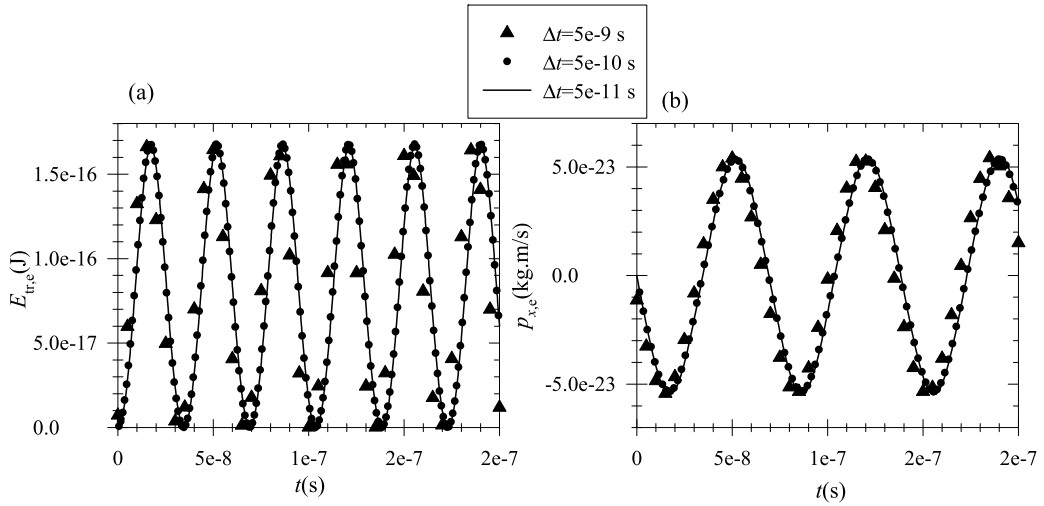 Δt=5e-9 s
Δt=5e-10 s
Δt=5e-11 s
(a)
(b)
E_tr,e(J)
1.5e-16
1.0e-16
5.0e-17
0.0
0 5e-8 1e-7 2e-7 2e-7
t(s)
p_x,e(kg.m/s)
5.0e-23
0.0
-5.0e-23
0 5e-8 1e-7 2e-7 2e-7
t(s)